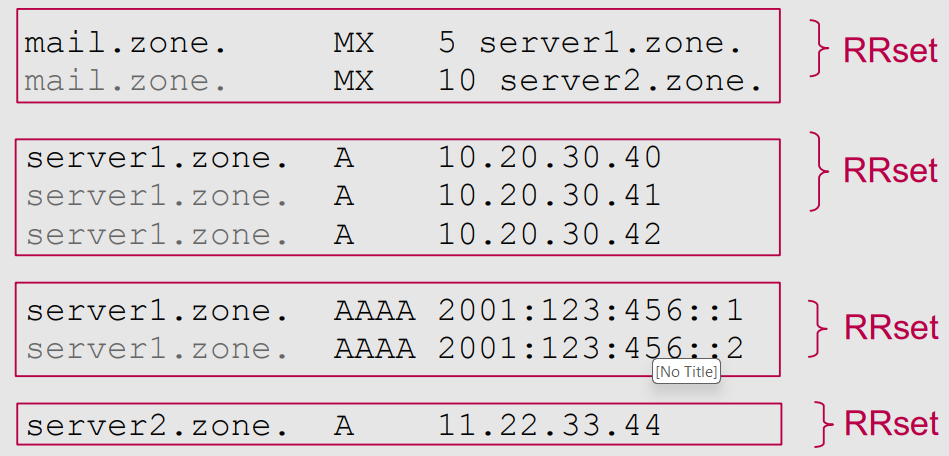 mail.zone. MX 5 server1.zone.
mail.zone. MX 10 server2.zone.
RRset
server1.zone. A 10.20.30.40
server1.zone. A 10.20.30.41
server1.zone. A 10.20.30.42
RRset
server1.zone. AAAA 2001:123:456::1
server1.zone. AAAA 2001:123:456::2
RRset
[No Title]
server2.zone. A 11.22.33.44
RRset